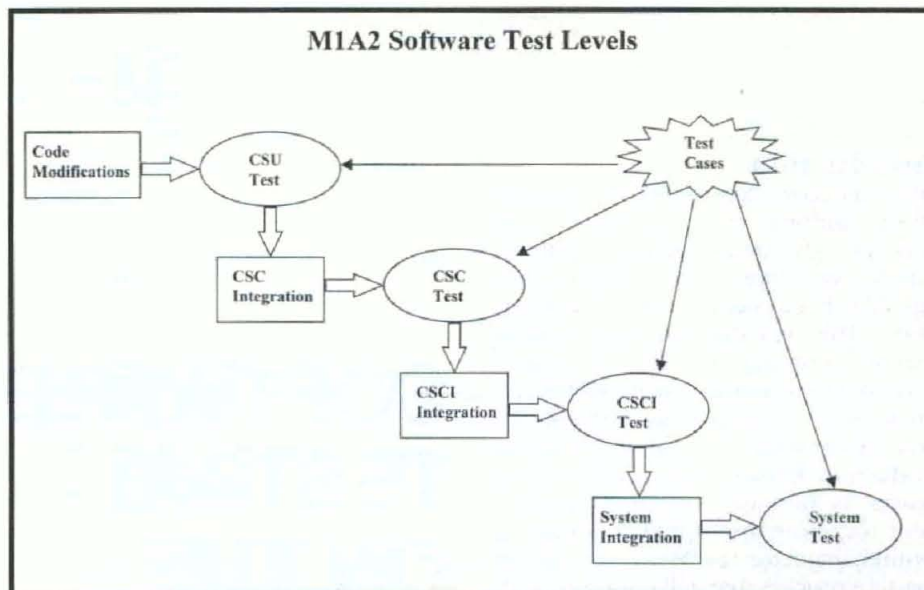 M1A2 Software Test Levels
Code
Modifications
CSU
Test
Test
Cases
CSC
Integration
CSC
Test
CSCI
Integration
CSCI
Test
System
Integration
System
Test